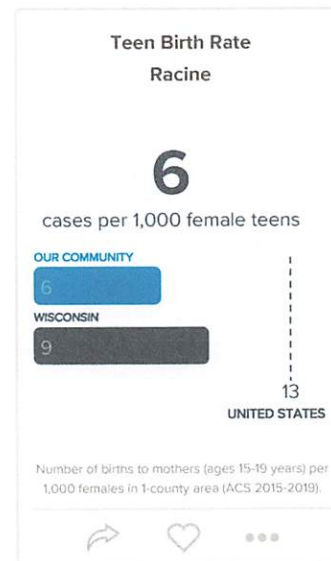 Teen Birth Rate
Racine
6
cases per 1,000 female teens
OUR COMMUNITY
6
WISCONSIN
9
13
UNITED STATES
Number of births to mothers (ages 15-19 years) per
1,000 females in 1-county area (ACS 2015-2019).